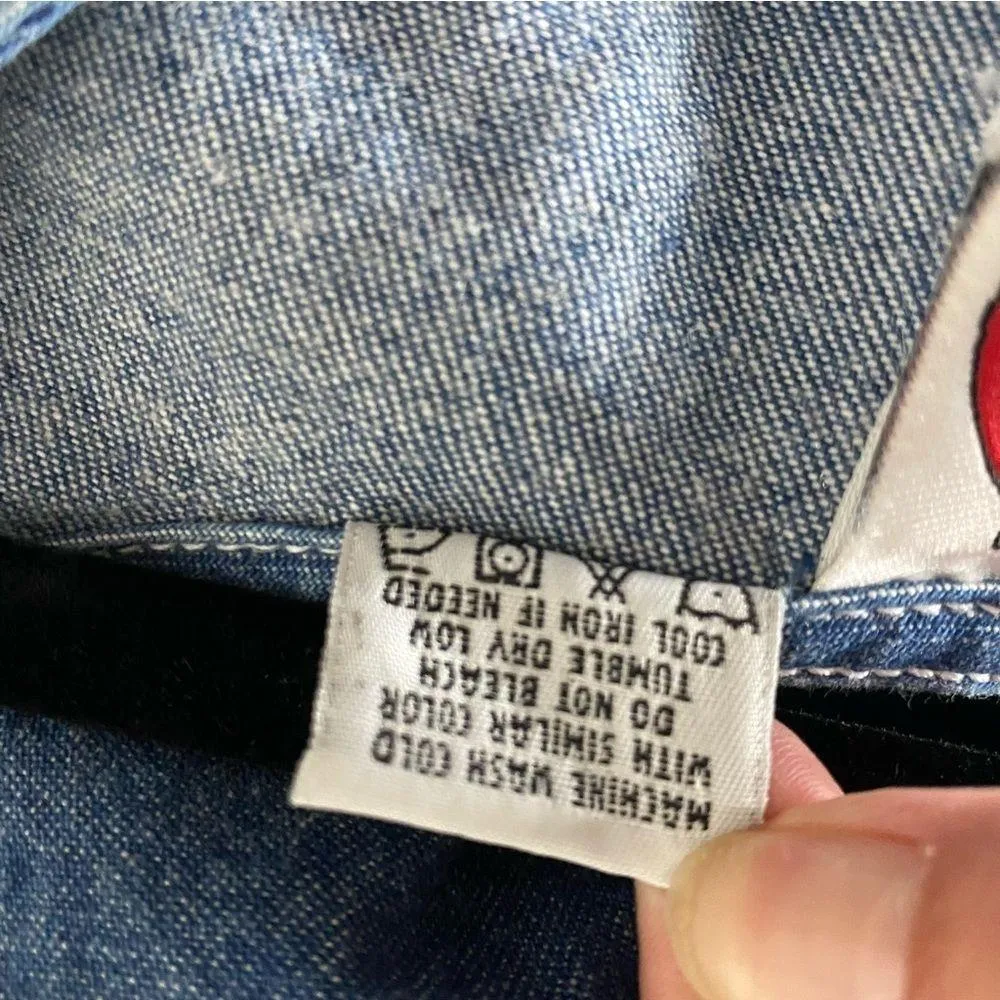 MACHINE WASH COLD
WITH SIMILAR COLOR
DO NOT BLEACH
TUMBLE DRY LOW
COOL IRON IF NEEDED